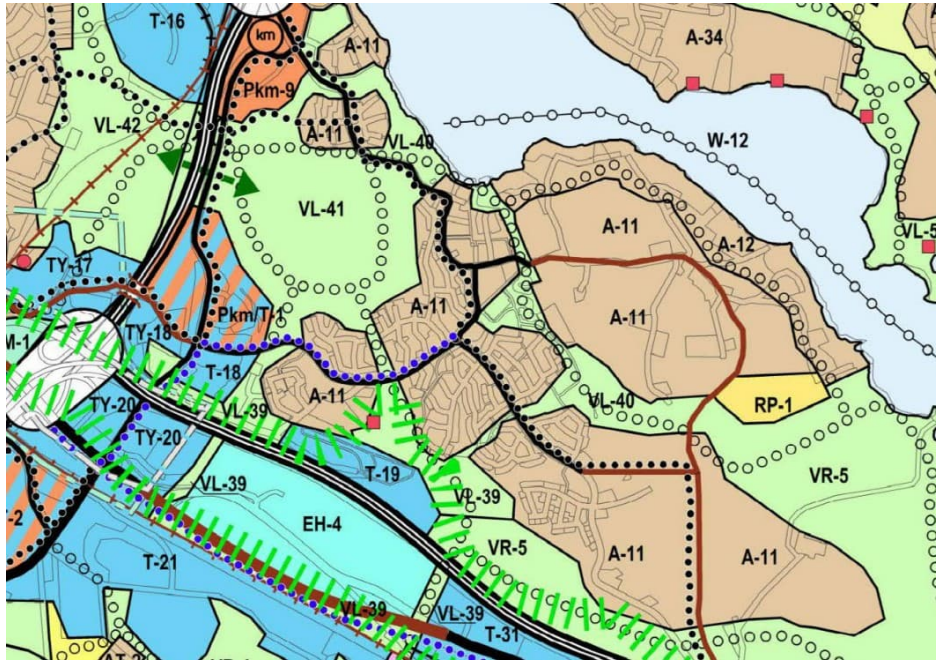 T-16
km
A-11
A-34
Pkm-9
VL-42
A-11
VL-40
W-12
VL-41
A-11
A-12
VL-5
TY-17
A-11
A-11
Pkm/T-1
M-1
TY-18
T-18
A-11
VL-39
VL-40
RP-1
TY-20
TY-20
T-19
VL-39
VL-39
VR-5
EH-4
-2
VR-5
T-21
A-11
A-11
VL-39
VL-39
T-31